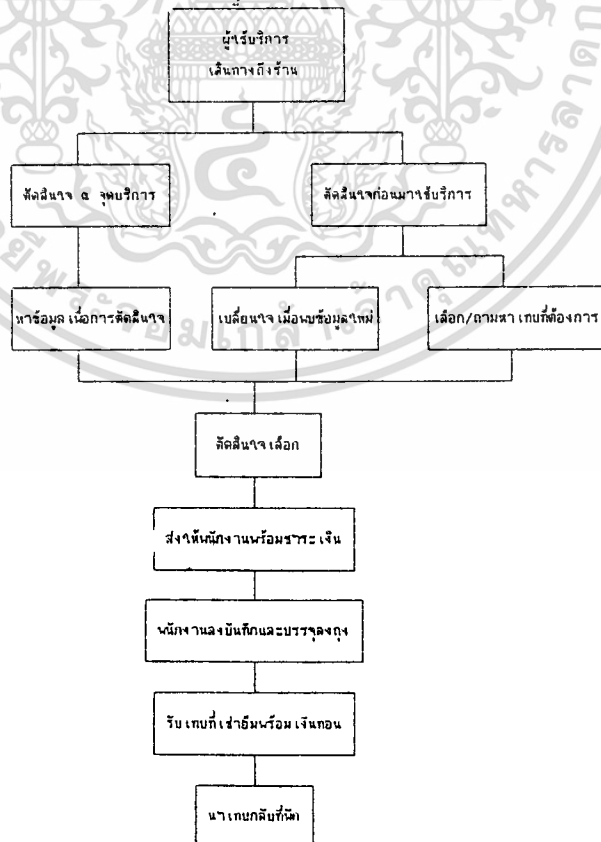 ผู้ใช้บริการ
เดินทางถึงร้าน
ตัดสินใจ ณ จุดบริการ
ตัดสินใจก่อนมาใช้บริการ
หาข้อมูลเพื่อการตัดสินใจ
เปลี่ยนใจเมื่อพบข้อมูลใหม่
เลือก/ถามหาเทปที่ต้องการ
ตัดสินใจเลือก
ส่งให้พนักงานพร้อมชำระเงิน
พนักงานลงบันทึกและบรรจุลงถุง
รับเทปที่เช่ายืมพร้อมเงินทอน
นำเทปกลับที่พัก